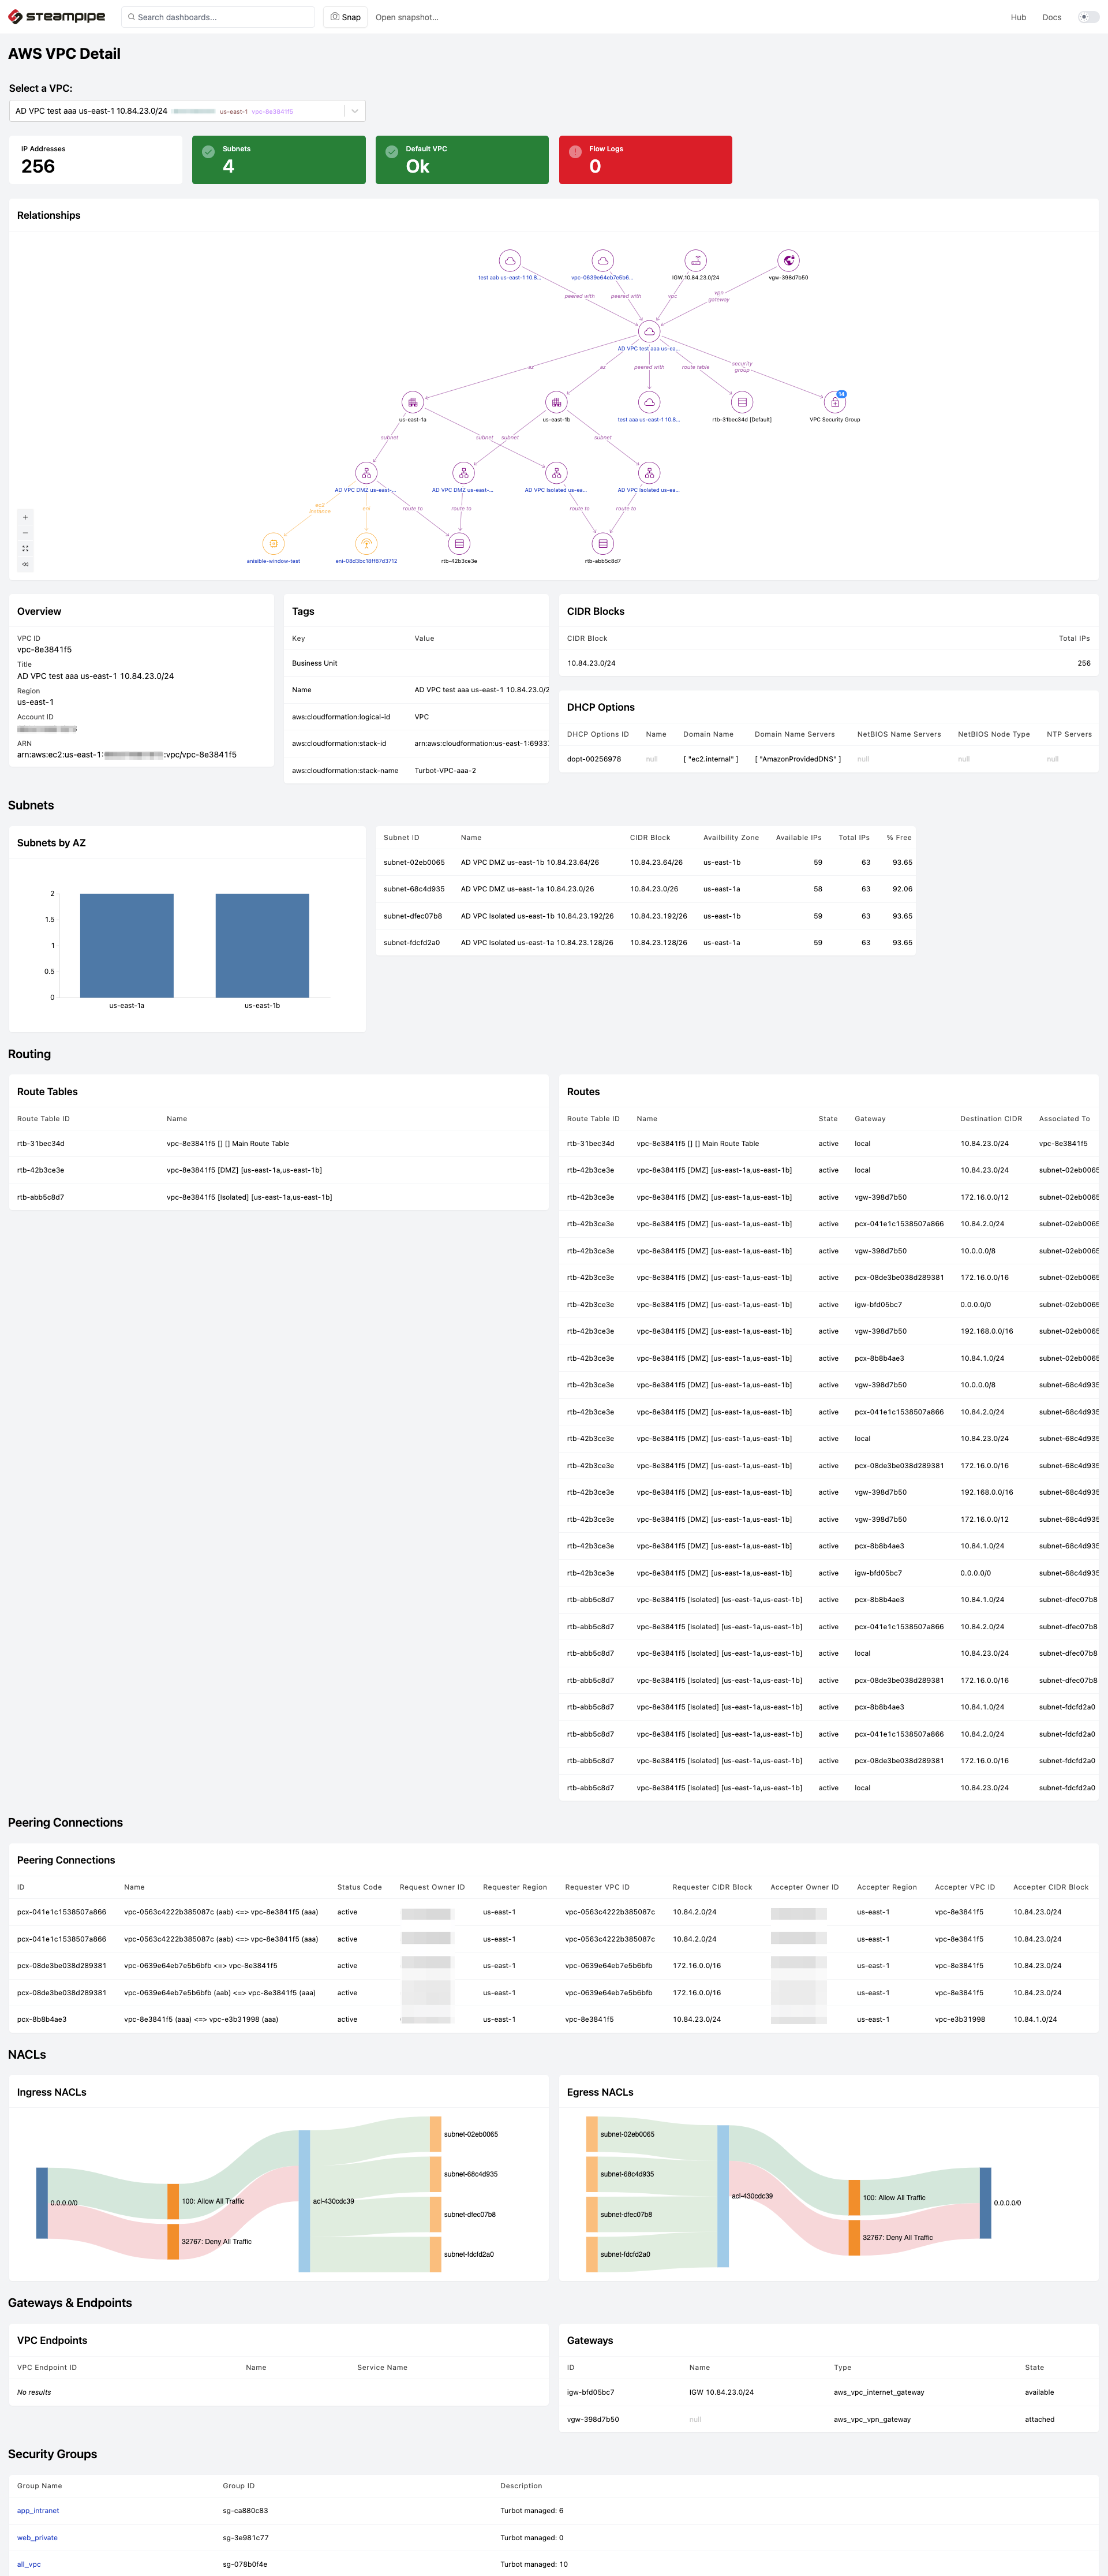 steampipe
Search dashboards...
Snap
Open snapshot...
Hub
Docs
AWS VPC Detail
Select a VPC:
AD VPC test aaa us-east-1 10.84.23.0/24 us-east-1 vpc-8e3841f5
IP Addresses
256
Subnets
4
Default VPC
Ok
Flow Logs
0
Relationships
test aab us-east-1 10.8...
vpc-0639e64eb7e5b6...
IGW 10.84.23.0/24
vgw-398d7b50
peered with
peered with
vpc
vpn
gateway
AD VPC test aaa us-ea...
az
az
peered with
route table
security
group
14
us-east-1a
us-east-1b
test aaa us-east-1 10.8...
rtb-31bec34d [Default]
VPC Security Group
subnet
subnet
subnet
subnet
AD VPC DMZ us-east-...
AD VPC DMZ us-east-...
AD VPC Isolated us-ea...
AD VPC Isolated us-ea...
ec2
instance
eni
route to
route to
route to
route to
anisible-window-test
eni-08d3bc18ff87d3712
rtb-42b3ce3e
rtb-abb5c8d7
Overview
VPC ID
vpc-8e3841f5
Title
AD VPC test aaa us-east-1 10.84.23.0/24
Region
us-east-1
Account ID
ARN
arn:aws:ec2:us-east-1: :vpc/vpc-8e3841f5
Tags
Key Value
Business Unit
Name AD VPC test aaa us-east-1 10.84.23.0/2
aws:cloudformation:logical-id VPC
aws:cloudformation:stack-id arn:aws:cloudformation:us-east-1:6933
aws:cloudformation:stack-name Turbot-VPC-aaa-2
CIDR Blocks
CIDR Block Total IPs
10.84.23.0/24 256
DHCP Options
DHCP Options ID Name Domain Name Domain Name Servers NetBIOS Name Servers NetBIOS Node Type NTP Servers
dopt-00256978 null [ "ec2.internal" ] [ "AmazonProvidedDNS" ] null null null
Subnets
Subnets by AZ
2
1.5
1
0.5
0
us-east-1a
us-east-1b
Subnet ID Name CIDR Block Availbility Zone Available IPs Total IPs % Free
subnet-02eb0065 AD VPC DMZ us-east-1b 10.84.23.64/26 10.84.23.64/26 us-east-1b 59 63 93.65
subnet-68c4d935 AD VPC DMZ us-east-1a 10.84.23.0/26 10.84.23.0/26 us-east-1a 58 63 92.06
subnet-dfec07b8 AD VPC Isolated us-east-1b 10.84.23.192/26 10.84.23.192/26 us-east-1b 59 63 93.65
subnet-fdcfd2a0 AD VPC Isolated us-east-1a 10.84.23.128/26 10.84.23.128/26 us-east-1a 59 63 93.65
Routing
Route Tables
Route Table ID Name
rtb-31bec34d vpc-8e3841f5 [] [] Main Route Table
rtb-42b3ce3e vpc-8e3841f5 [DMZ] [us-east-1a,us-east-1b]
rtb-abb5c8d7 vpc-8e3841f5 [Isolated] [us-east-1a,us-east-1b]
Routes
Route Table ID Name State Gateway Destination CIDR Associated To
rtb-31bec34d vpc-8e3841f5 [] [] Main Route Table active local 10.84.23.0/24 vpc-8e3841f5
rtb-42b3ce3e vpc-8e3841f5 [DMZ] [us-east-1a,us-east-1b] active local 10.84.23.0/24 subnet-02eb0065
rtb-42b3ce3e vpc-8e3841f5 [DMZ] [us-east-1a,us-east-1b] active vgw-398d7b50 172.16.0.0/12 subnet-02eb0065
rtb-42b3ce3e vpc-8e3841f5 [DMZ] [us-east-1a,us-east-1b] active pcx-041e1c1538507a866 10.84.2.0/24 subnet-02eb0065
rtb-42b3ce3e vpc-8e3841f5 [DMZ] [us-east-1a,us-east-1b] active vgw-398d7b50 10.0.0.0/8 subnet-02eb0065
rtb-42b3ce3e vpc-8e3841f5 [DMZ] [us-east-1a,us-east-1b] active pcx-08de3be038d289381 172.16.0.0/16 subnet-02eb0065
rtb-42b3ce3e vpc-8e3841f5 [DMZ] [us-east-1a,us-east-1b] active igw-bfd05bc7 0.0.0.0/0 subnet-02eb0065
rtb-42b3ce3e vpc-8e3841f5 [DMZ] [us-east-1a,us-east-1b] active vgw-398d7b50 192.168.0.0/16 subnet-02eb0065
rtb-42b3ce3e vpc-8e3841f5 [DMZ] [us-east-1a,us-east-1b] active pcx-8b8b4ae3 10.84.1.0/24 subnet-02eb0065
rtb-42b3ce3e vpc-8e3841f5 [DMZ] [us-east-1a,us-east-1b] active vgw-398d7b50 10.0.0.0/8 subnet-68c4d935
rtb-42b3ce3e vpc-8e3841f5 [DMZ] [us-east-1a,us-east-1b] active pcx-041e1c1538507a866 10.84.2.0/24 subnet-68c4d935
rtb-42b3ce3e vpc-8e3841f5 [DMZ] [us-east-1a,us-east-1b] active local 10.84.23.0/24 subnet-68c4d935
rtb-42b3ce3e vpc-8e3841f5 [DMZ] [us-east-1a,us-east-1b] active pcx-08de3be038d289381 172.16.0.0/16 subnet-68c4d935
rtb-42b3ce3e vpc-8e3841f5 [DMZ] [us-east-1a,us-east-1b] active vgw-398d7b50 192.168.0.0/16 subnet-68c4d935
rtb-42b3ce3e vpc-8e3841f5 [DMZ] [us-east-1a,us-east-1b] active vgw-398d7b50 172.16.0.0/12 subnet-68c4d935
rtb-42b3ce3e vpc-8e3841f5 [DMZ] [us-east-1a,us-east-1b] active pcx-8b8b4ae3 10.84.1.0/24 subnet-68c4d935
rtb-42b3ce3e vpc-8e3841f5 [DMZ] [us-east-1a,us-east-1b] active igw-bfd05bc7 0.0.0.0/0 subnet-68c4d935
rtb-abb5c8d7 vpc-8e3841f5 [Isolated] [us-east-1a,us-east-1b] active pcx-8b8b4ae3 10.84.1.0/24 subnet-dfec07b8
rtb-abb5c8d7 vpc-8e3841f5 [Isolated] [us-east-1a,us-east-1b] active pcx-041e1c1538507a866 10.84.2.0/24 subnet-dfec07b8
rtb-abb5c8d7 vpc-8e3841f5 [Isolated] [us-east-1a,us-east-1b] active local 10.84.23.0/24 subnet-dfec07b8
rtb-abb5c8d7 vpc-8e3841f5 [Isolated] [us-east-1a,us-east-1b] active pcx-08de3be038d289381 172.16.0.0/16 subnet-dfec07b8
rtb-abb5c8d7 vpc-8e3841f5 [Isolated] [us-east-1a,us-east-1b] active pcx-8b8b4ae3 10.84.1.0/24 subnet-fdcfd2a0
rtb-abb5c8d7 vpc-8e3841f5 [Isolated] [us-east-1a,us-east-1b] active pcx-041e1c1538507a866 10.84.2.0/24 subnet-fdcfd2a0
rtb-abb5c8d7 vpc-8e3841f5 [Isolated] [us-east-1a,us-east-1b] active pcx-08de3be038d289381 172.16.0.0/16 subnet-fdcfd2a0
rtb-abb5c8d7 vpc-8e3841f5 [Isolated] [us-east-1a,us-east-1b] active local 10.84.23.0/24 subnet-fdcfd2a0
Peering Connections
Peering Connections
ID Name Status Code Request Owner ID Requester Region Requester VPC ID Requester CIDR Block Accepter Owner ID Accepter Region Accepter VPC ID Accepter CIDR Block
pcx-041e1c1538507a866 vpc-0563c4222b385087c (aab) <=> vpc-8e3841f5 (aaa) active us-east-1 vpc-0563c4222b385087c 10.84.2.0/24 us-east-1 vpc-8e3841f5 10.84.23.0/24
pcx-041e1c1538507a866 vpc-0563c4222b385087c (aab) <=> vpc-8e3841f5 (aaa) active us-east-1 vpc-0563c4222b385087c 10.84.2.0/24 us-east-1 vpc-8e3841f5 10.84.23.0/24
pcx-08de3be038d289381 vpc-0639e64eb7e5b6bfb <=> vpc-8e3841f5 active us-east-1 vpc-0639e64eb7e5b6bfb 172.16.0.0/16 us-east-1 vpc-8e3841f5 10.84.23.0/24
pcx-08de3be038d289381 vpc-0639e64eb7e5b6bfb (aab) <=> vpc-8e3841f5 (aaa) active us-east-1 vpc-0639e64eb7e5b6bfb 172.16.0.0/16 us-east-1 vpc-8e3841f5 10.84.23.0/24
pcx-8b8b4ae3 vpc-8e3841f5 (aaa) <=> vpc-e3b31998 (aaa) active us-east-1 vpc-8e3841f5 10.84.23.0/24 us-east-1 vpc-e3b31998 10.84.1.0/24
NACLs
Ingress NACLs
0.0.0.0/0
100: Allow All Traffic
32767: Deny All Traffic
acl-430cdc39
subnet-02eb0065
subnet-68c4d935
subnet-dfec07b8
subnet-fdcfd2a0
Egress NACLs
subnet-02eb0065
subnet-68c4d935
subnet-dfec07b8
subnet-fdcfd2a0
acl-430cdc39
100: Allow All Traffic
32767: Deny All Traffic
0.0.0.0/0
Gateways & Endpoints
VPC Endpoints
VPC Endpoint ID Name Service Name
No results
Gateways
ID Name Type State
igw-bfd05bc7 IGW 10.84.23.0/24 aws_vpc_internet_gateway available
vgw-398d7b50 null aws_vpc_vpn_gateway attached
Security Groups
Group Name Group ID Description
app_intranet sg-ca880c83 Turbot managed: 6
web_private sg-3e981c77 Turbot managed: 0
all_vpc sg-078b0f4e Turbot managed: 10